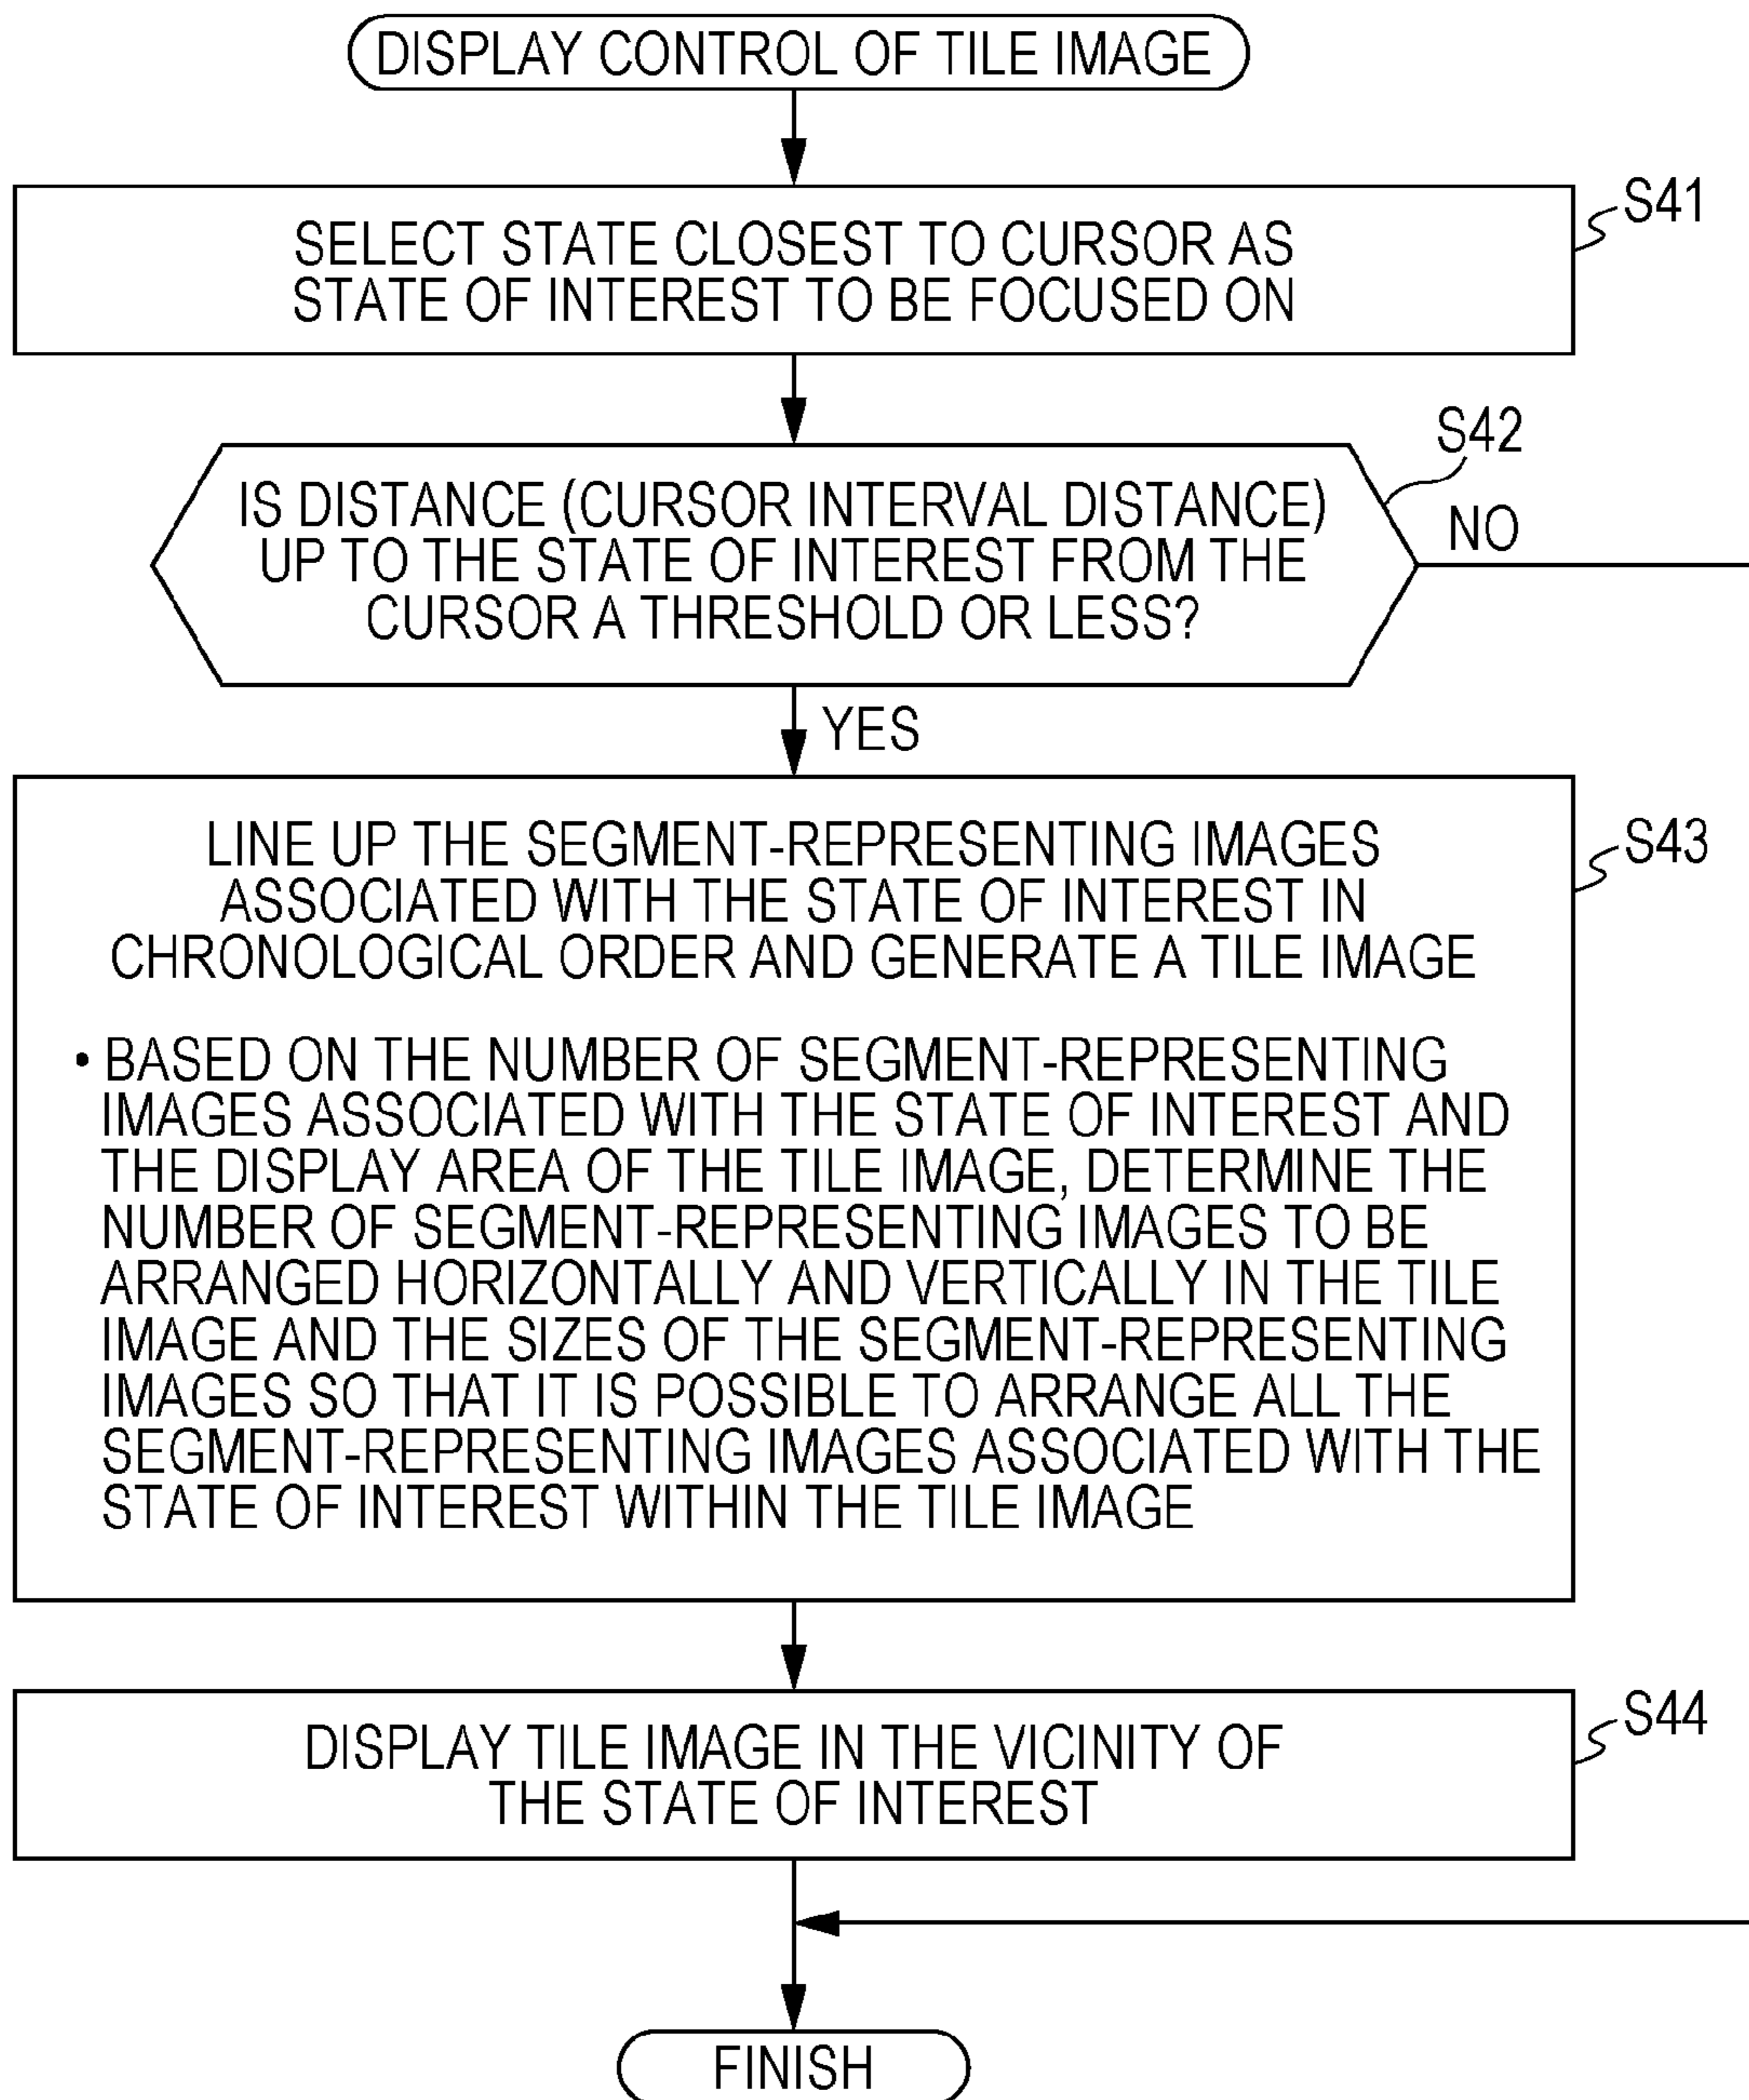 DISPLAY CONTROL OF TILE IMAGE
S41
SELECT STATE CLOSEST TO CURSOR AS
STATE OF INTEREST TO BE FOCUSED ON
S42
IS DISTANCE (CURSOR INTERVAL DISTANCE)
UP TO THE STATE OF INTEREST FROM THE
CURSOR A THRESHOLD OR LESS?
NO
YES
S43
LINE UP THE SEGMENT-REPRESENTING IMAGES
ASSOCIATED WITH THE STATE OF INTEREST IN
CHRONOLOGICAL ORDER AND GENERATE A TILE IMAGE
• BASED ON THE NUMBER OF SEGMENT-REPRESENTING
IMAGES ASSOCIATED WITH THE STATE OF INTEREST AND
THE DISPLAY AREA OF THE TILE IMAGE, DETERMINE THE
NUMBER OF SEGMENT-REPRESENTING IMAGES TO BE
ARRANGED HORIZONTALLY AND VERTICALLY IN THE TILE
IMAGE AND THE SIZES OF THE SEGMENT-REPRESENTING
IMAGES SO THAT IT IS POSSIBLE TO ARRANGE ALL THE
SEGMENT-REPRESENTING IMAGES ASSOCIATED WITH THE
STATE OF INTEREST WITHIN THE TILE IMAGE
S44
DISPLAY TILE IMAGE IN THE VICINITY OF
THE STATE OF INTEREST
FINISH